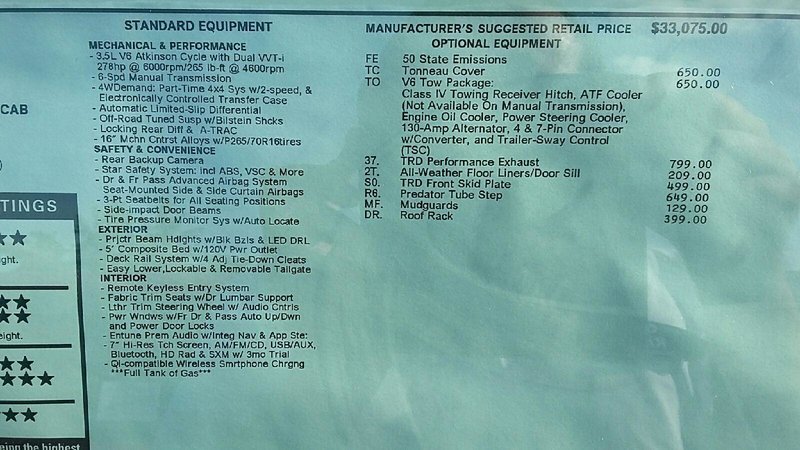 STANDARD EQUIPMENT
MECHANICAL & PERFORMANCE
- 3.5L V6 Atkinson Cycle with Dual VVT-i
278hp @ 6000rpm/265 lb-ft @ 4600rpm
- 6-Spd Manual Transmission
- 4WDemand: Part-Time 4x4 Sys w/2-speed, &
Electronically Controlled Transfer Case
- Automatic Limited-Slip Differential
- Off-Road Tuned Susp w/Bilstein Shcks
- Locking Rear Diff & A-TRAC
- 16" Mchn Cntrst Alloys w/P265/70R16tires
SAFETY & CONVENIENCE
- Rear Backup Camera
- Star Safety System: incl ABS, VSC & More
- Dr & Fr Pass Advanced Airbag System
Seat-Mounted Side & Side Curtain Airbags
- 3-Pt Seatbelts for All Seating Positions
- Side-impact Door Beams
- Tire Pressure Monitor Sys w/Auto Locate
EXTERIOR
- Prjctr Beam Hdlghts w/Blk Bzls & LED DRL
- 5' Composite Bed w/120V Pwr Outlet
- Deck Rail System w/4 Adj Tie-Down Cleats
- Easy Lower,Lockable & Removable Tailgate
INTERIOR
- Remote Keyless Entry System
- Fabric Trim Seats w/Dr Lumbar Support
- Lthr Trim Steering Wheel w/ Audio Cntrls
- Pwr Wndws w/Fr Dr & Pass Auto Up/Dwn
and Power Door Locks
- Entune Prem Audio w/Integ Nav & App Ste:
- 7" Hi-Res Tch Screen, AM/FM/CD, USB/AUX,
Bluetooth, HD Rad & SXM w/ 3mo Trial
- Qi-compatible Wireless Smrtphone Chrgng
***Full Tank of Gas***
MANUFACTURER'S SUGGESTED RETAIL PRICE $33,075.00
OPTIONAL EQUIPMENT
FE 50 State Emissions
TC Tonneau Cover 650.00
TO V6 Tow Package: 650.00
Class IV Towing Receiver Hitch, ATF Cooler
(Not Available On Manual Transmission),
Engine Oil Cooler, Power Steering Cooler,
130-Amp Alternator, 4 & 7-Pin Connector
w/Converter, and Trailer-Sway Control
(TSC)
37. TRD Performance Exhaust 799.00
2T. All-Weather Floor Liners/Door Sill 209.00
S0. TRD Front Skid Plate 499.00
R6. Predator Tube Step 649.00
MF. Mudguards 129.00
DR. Roof Rack 399.00
CAB
TINGS
ight.
eight.
eing the highest